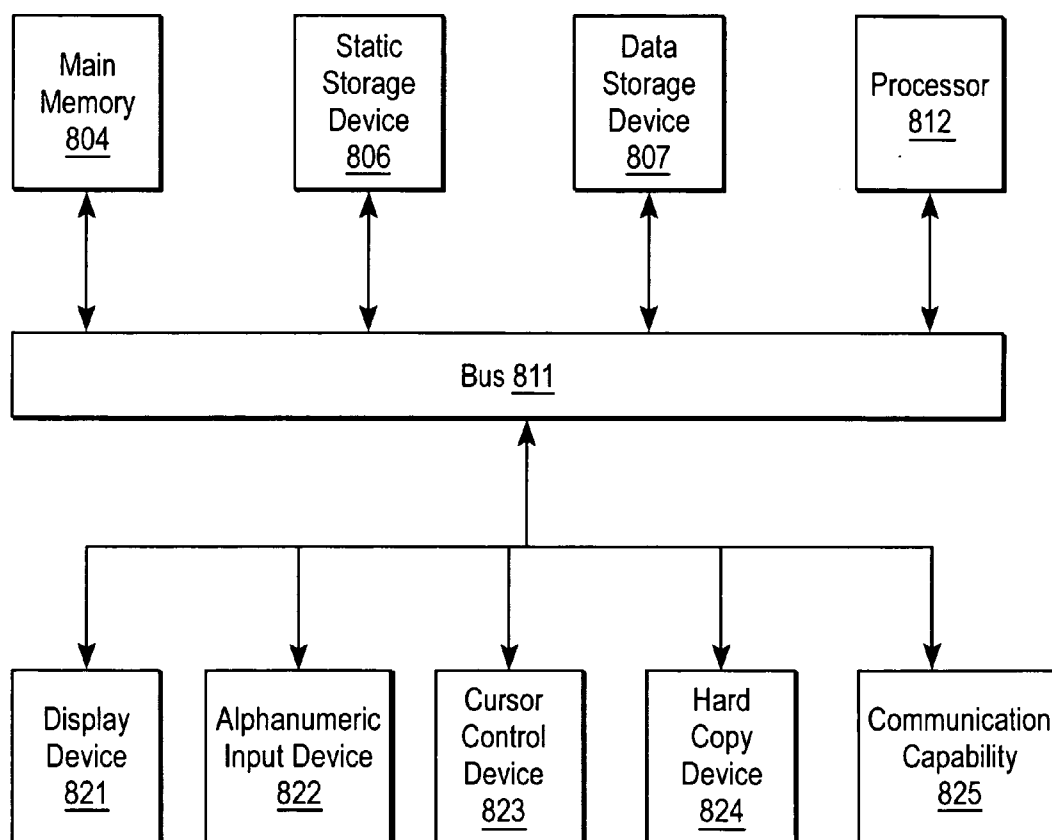 Main
Memory
804
Static
Storage
Device
806
Data
Storage
Device
807
Processor
812
Bus 811
Display
Device
821
Alphanumeric
Input Device
822
Cursor
Control
Device
823
Hard
Copy
Device
824
Communication
Capability
825